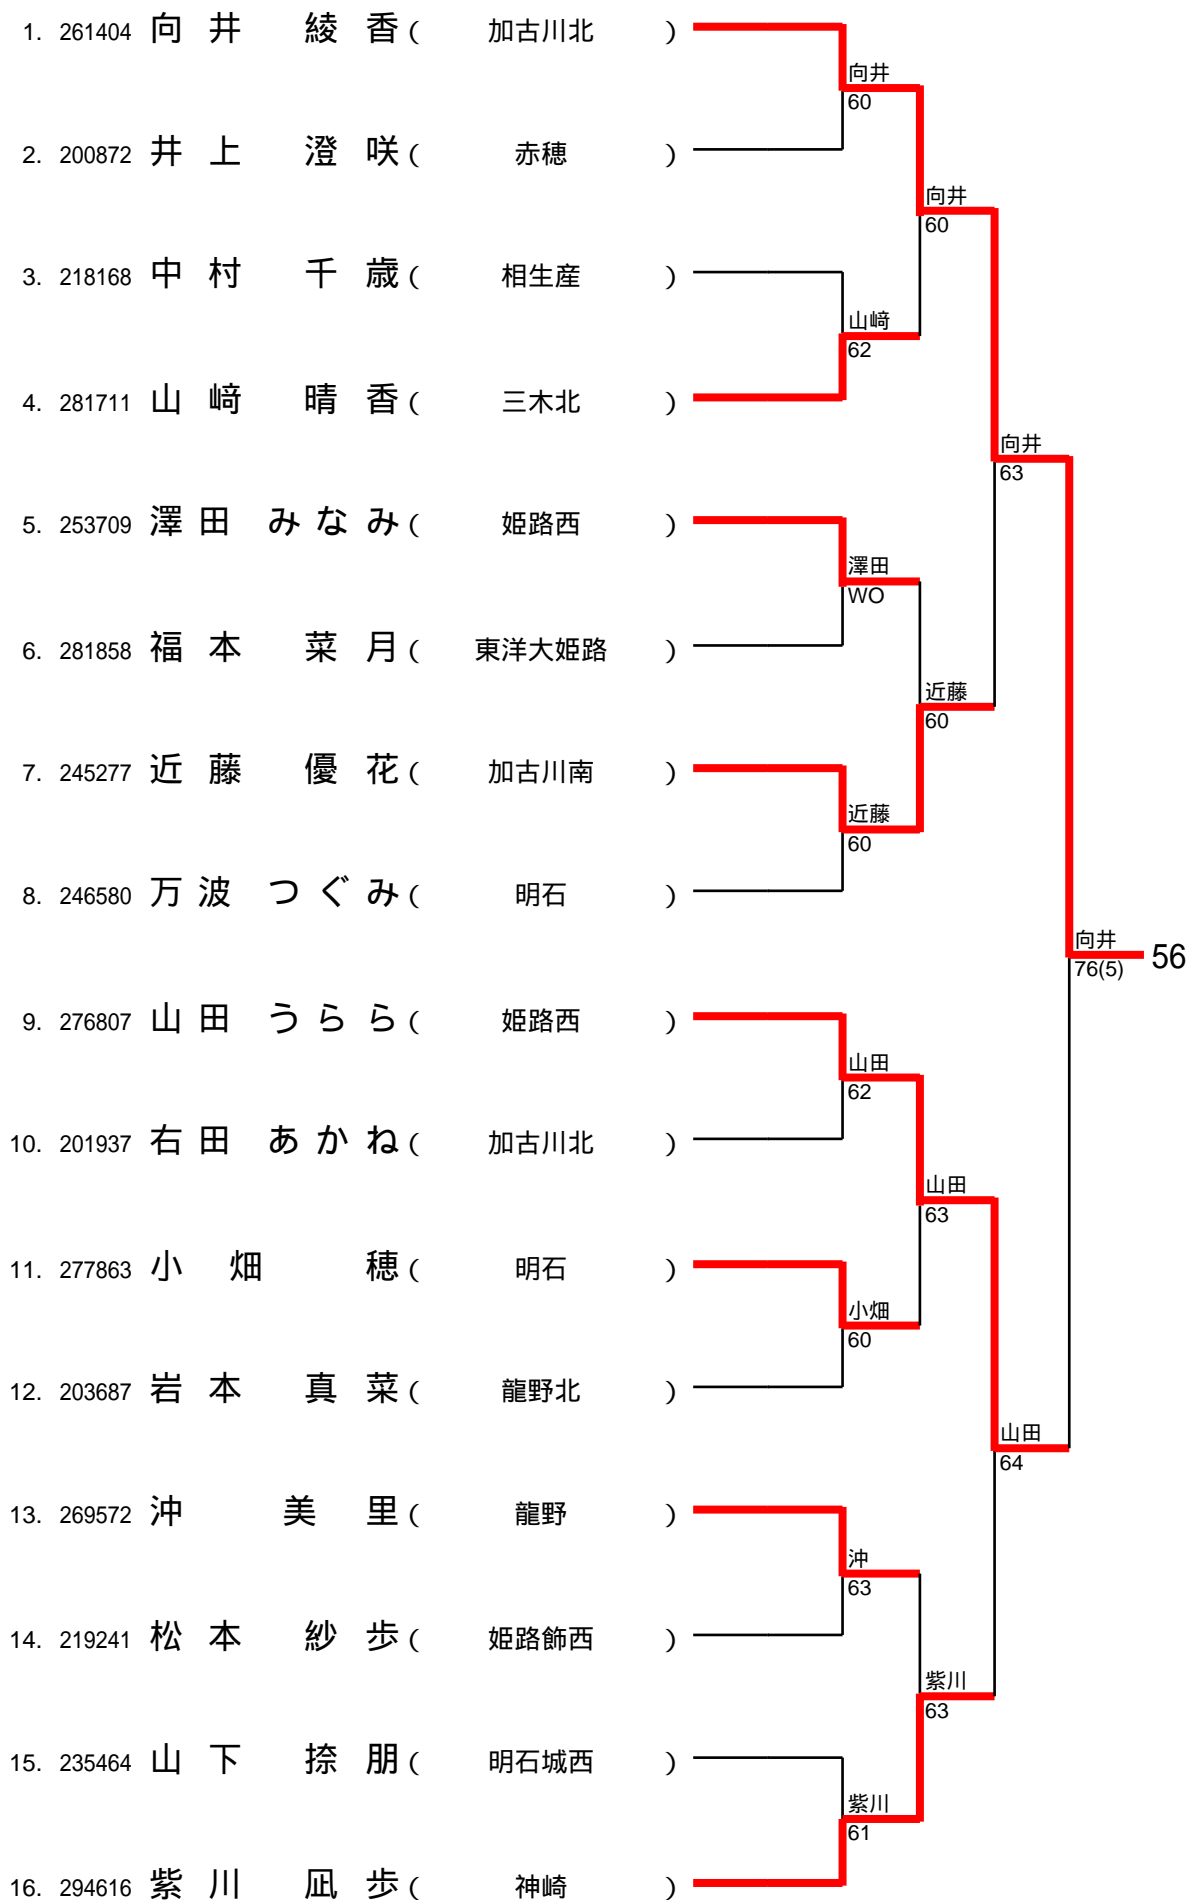 1. 261404 向井 綾香 ( 加古川北 )
向井
60
2. 200872 井上 澄咲 ( 赤穂 )
向井
60
3. 218168 中村 千歳 ( 相生産 )
山﨑
62
4. 281711 山﨑 晴香 ( 三木北 )
向井
63
5. 253709 澤田 みなみ ( 姫路西 )
澤田
WO
6. 281858 福本 菜月 ( 東洋大姫路 )
近藤
60
7. 245277 近藤 優花 ( 加古川南 )
近藤
60
8. 246580 万波 つぐみ ( 明石 )
向井
76(5) 56
9. 276807 山田 うらら ( 姫路西 )
山田
62
10. 201937 右田 あかね ( 加古川北 )
山田
63
11. 277863 小畑 穂 ( 明石 )
小畑
60
12. 203687 岩本 真菜 ( 龍野北 )
山田
64
13. 269572 沖 美里 ( 龍野 )
沖
63
14. 219241 松本 紗歩 ( 姫路飾西 )
紫川
63
15. 235464 山下 捺朋 ( 明石城西 )
紫川
61
16. 294616 紫川 凪歩 ( 神崎 )